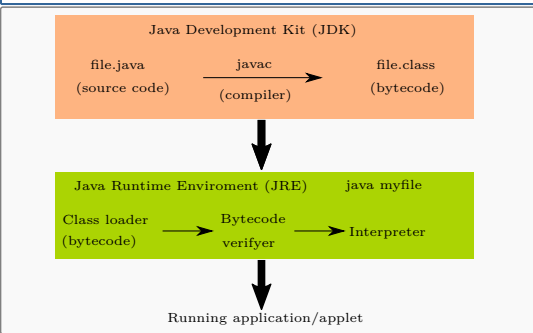 Java Development Kit (JDK)
file.java javac file.class
(source code) (compiler) (bytecode)
Java Runtime Enviroment (JRE) java myfile
Class loader Bytecode
(bytecode) verifyer Interpreter
Running application/applet